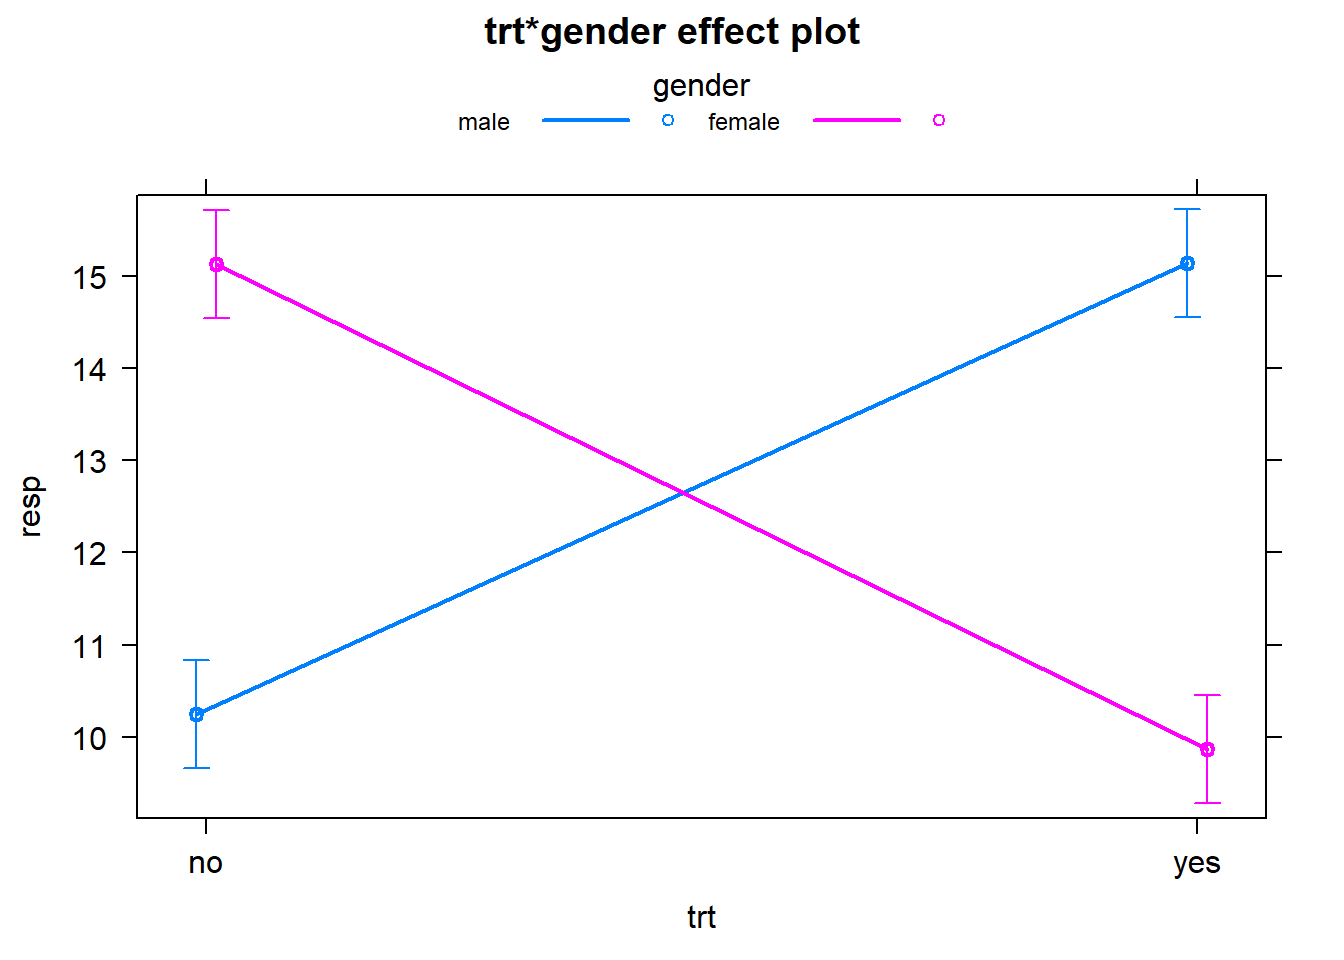 trt*gender effect plot
gender
male female
15
14
13
12
11
10
resp
no yes
trt